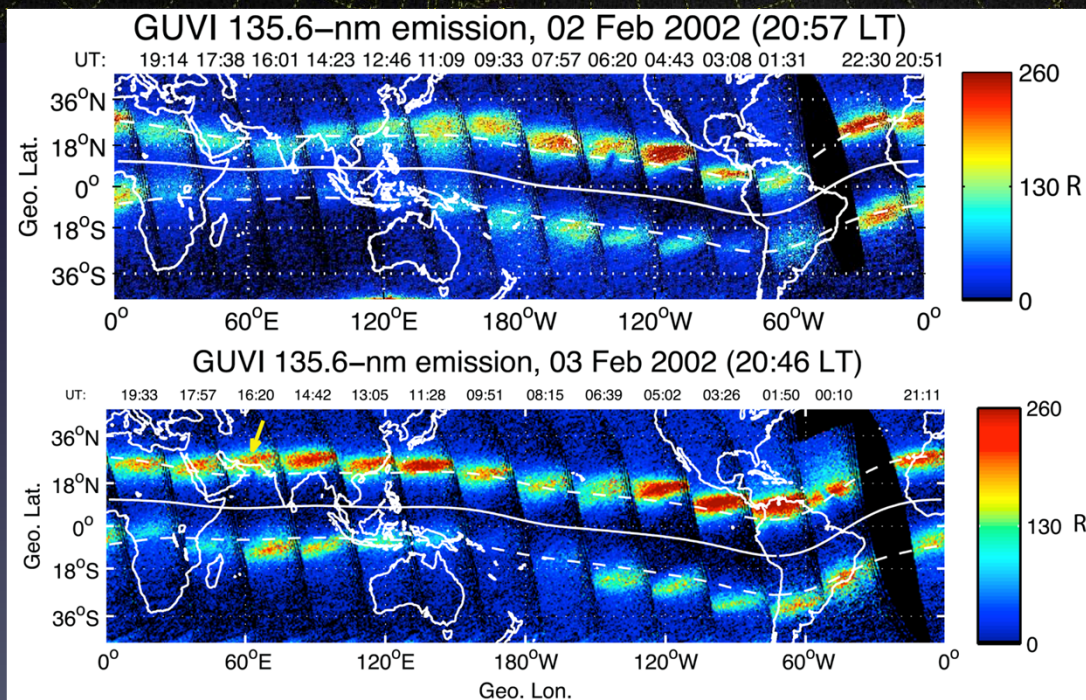 GUVI 135.6–nm emission, 02 Feb 2002 (20:57 LT)
UT: 19:14 17:38 16:01 14:23 12:46 11:09 09:33 07:57 06:20 04:43 03:08 01:31 22:30 20:51
260
36°N
18°N
0°
18°S
36°S
Geo. Lat.
130 R
0
0° 60°E 120°E 180°W 120°W 60°W 0°
GUVI 135.6–nm emission, 03 Feb 2002 (20:46 LT)
UT: 19:33 17:57 16:20 14:42 13:05 11:28 09:51 08:15 06:39 05:02 03:26 01:50 00:10 21:11
260
36°N
18°N
0°
18°S
36°S
Geo. Lat.
130 R
0
0° 60°E 120°E 180°W 120°W 60°W 0°
Geo. Lon.